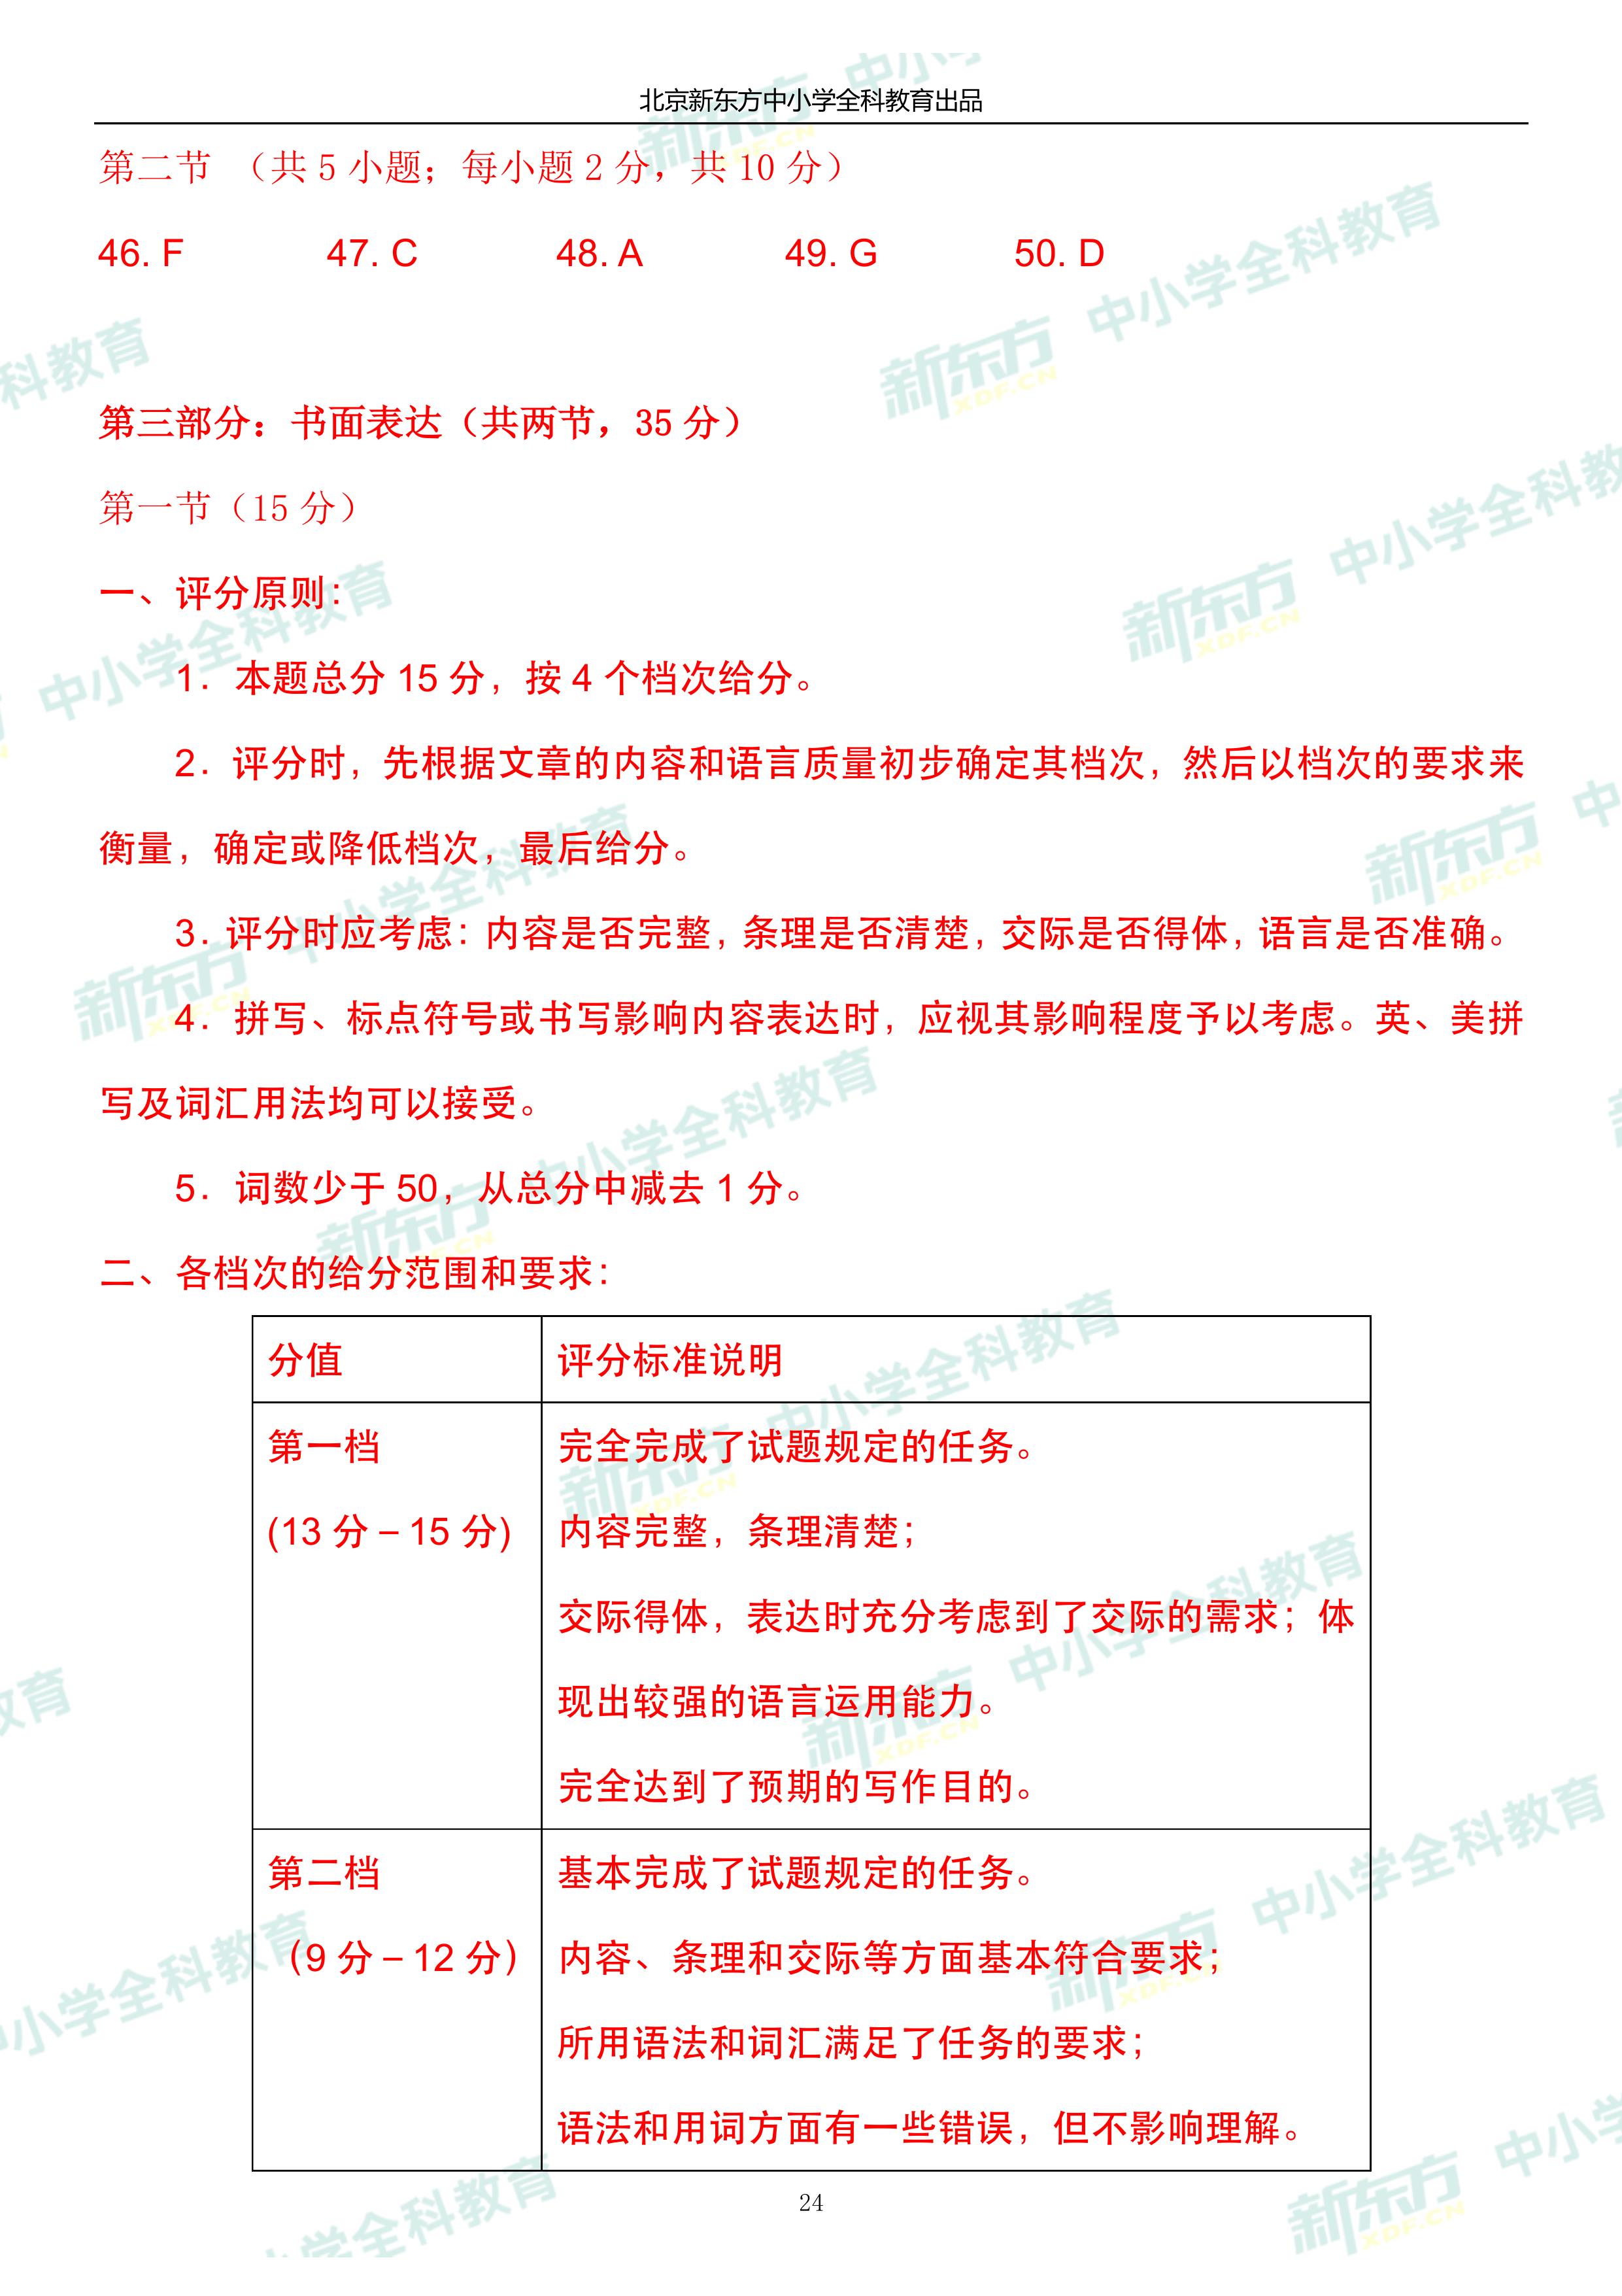 北京新东方中小学全科教育出品
第二节 （共 5 小题；每小题 2 分，共 10 分）
46. F 47. C 48. A 49. G 50. D
第三部分：书面表达（共两节，35 分）
第一节（15 分）
一、评分原则：
1．本题总分 15 分，按 4 个档次给分。
2．评分时，先根据文章的内容和语言质量初步确定其档次，然后以档次的要求来
衡量，确定或降低档次，最后给分。
3．评分时应考虑：内容是否完整，条理是否清楚，交际是否得体，语言是否准确。
4．拼写、标点符号或书写影响内容表达时，应视其影响程度予以考虑。英、美拼
写及词汇用法均可以接受。
5．词数少于 50，从总分中减去 1 分。
二、各档次的给分范围和要求：
分值 评分标准说明
第一档
(13 分 – 15 分)
完全完成了试题规定的任务。
内容完整，条理清楚；
交际得体，表达时充分考虑到了交际的需求；体
现出较强的语言运用能力。
完全达到了预期的写作目的。
第二档
（9 分 – 12 分）
基本完成了试题规定的任务。
内容、条理和交际等方面基本符合要求；
所用语法和词汇满足了任务的要求；
语法和用词方面有一些错误，但不影响理解。
24
新东方 XDF.CN 中小学全科教育